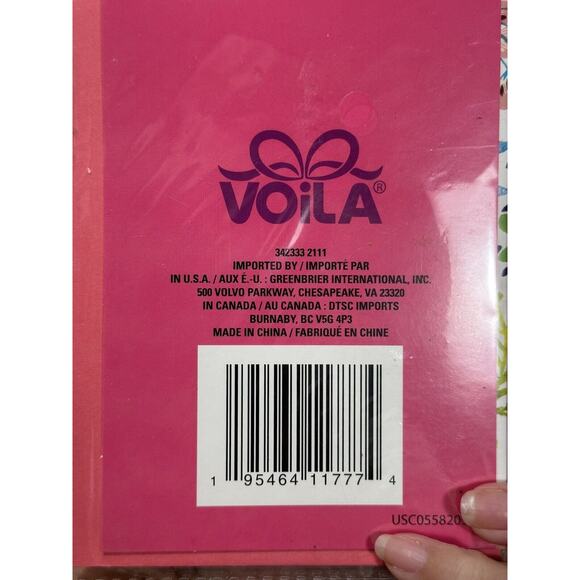 VOiLA®
342333 2111
IMPORTED BY / IMPORTÉ PAR
IN U.S.A. / AUX É.-U. : GREENBRIER INTERNATIONAL, INC.
500 VOLVO PARKWAY, CHESAPEAKE, VA 23320
IN CANADA / AU CANADA : DTSC IMPORTS
BURNABY, BC V5G 4P3
MADE IN CHINA / FABRIQUÉ EN CHINE
1 95464 11777 4